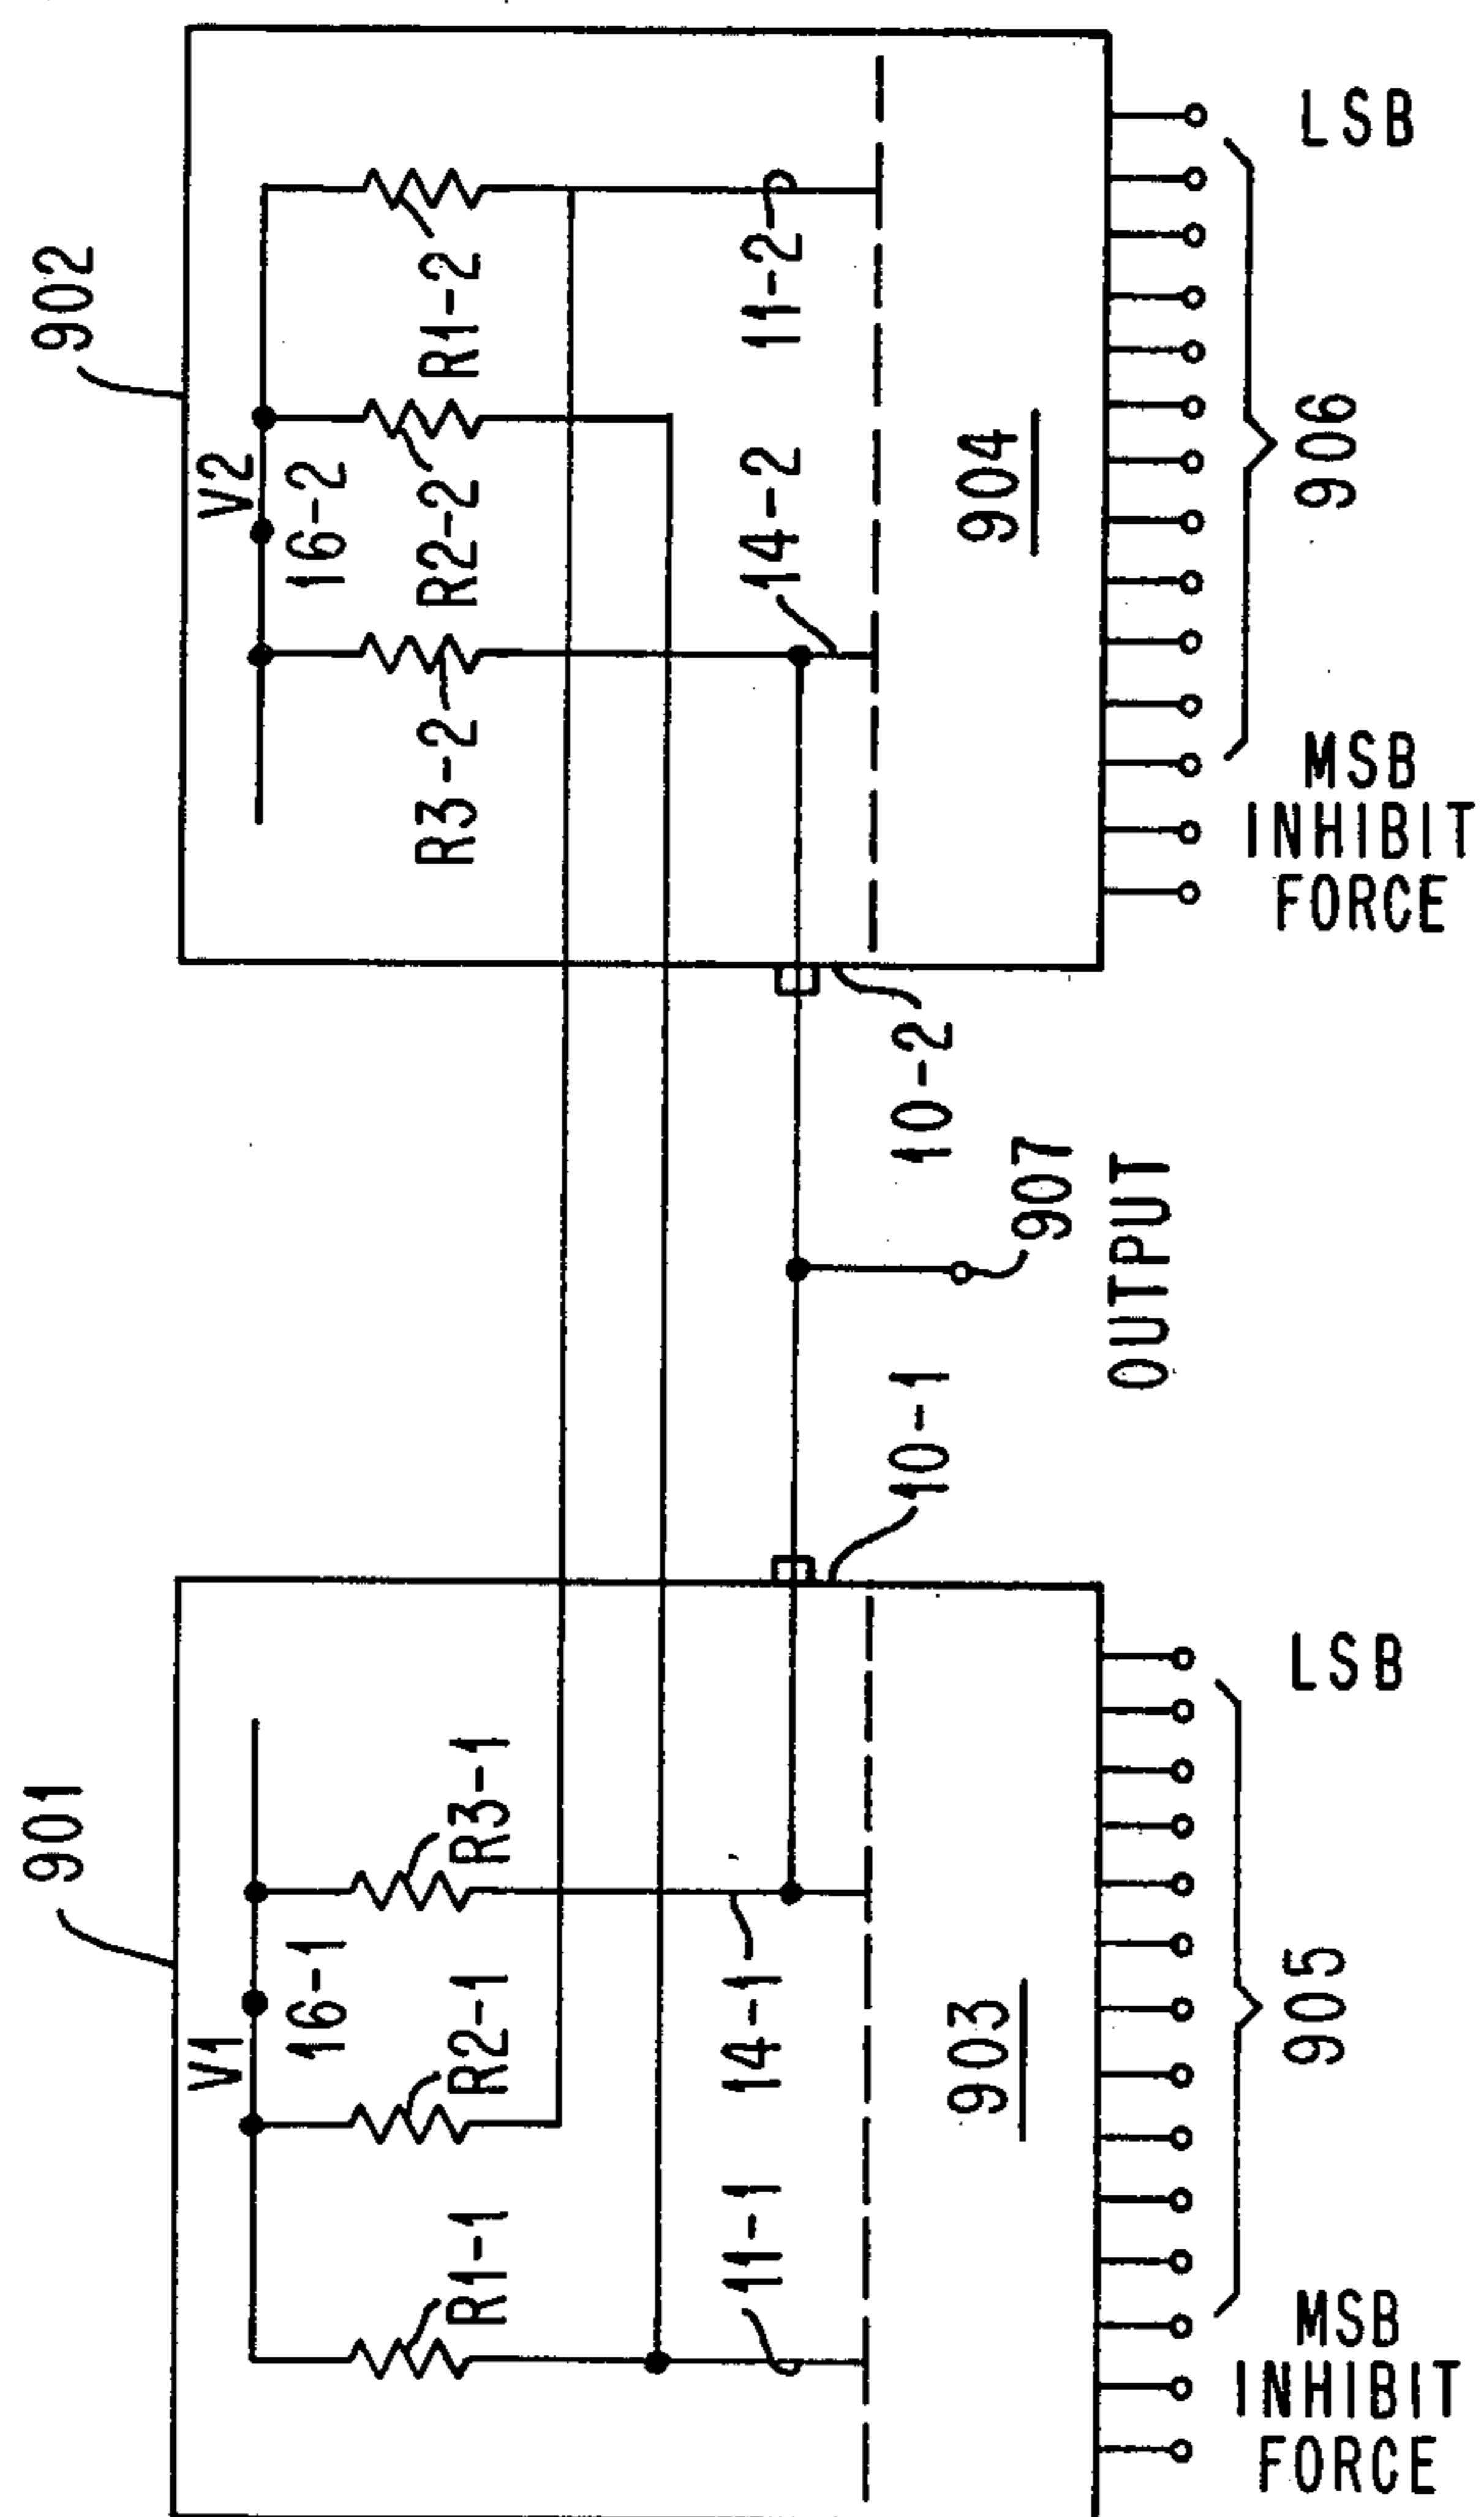 902
V2
16-2
R3-2
R2-2
R1-2
14-2
11-2
904
FORCE
INHIBIT
MSB
906
LSB
10-2
907
OUTPUT
10-1
901
V1
16-1
R1-1
R2-1
R3-1
11-1
14-1
903
FORCE
INHIBIT
MSB
905
LSB